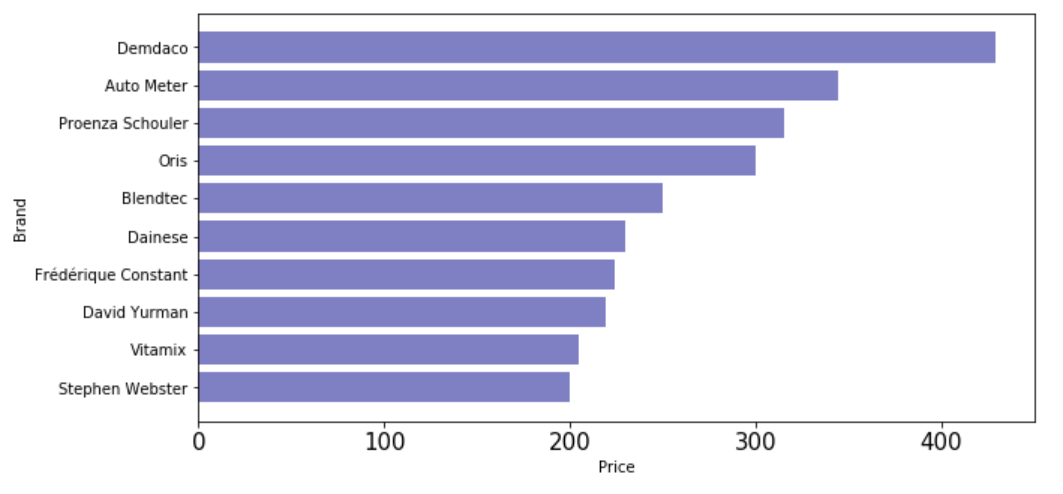 Demdaco
Auto Meter
Proenza Schouler
Oris
Blendtec
Dainese
Frédérique Constant
David Yurman
Vitamix
Stephen Webster
Brand
0 100 200 300 400
Price